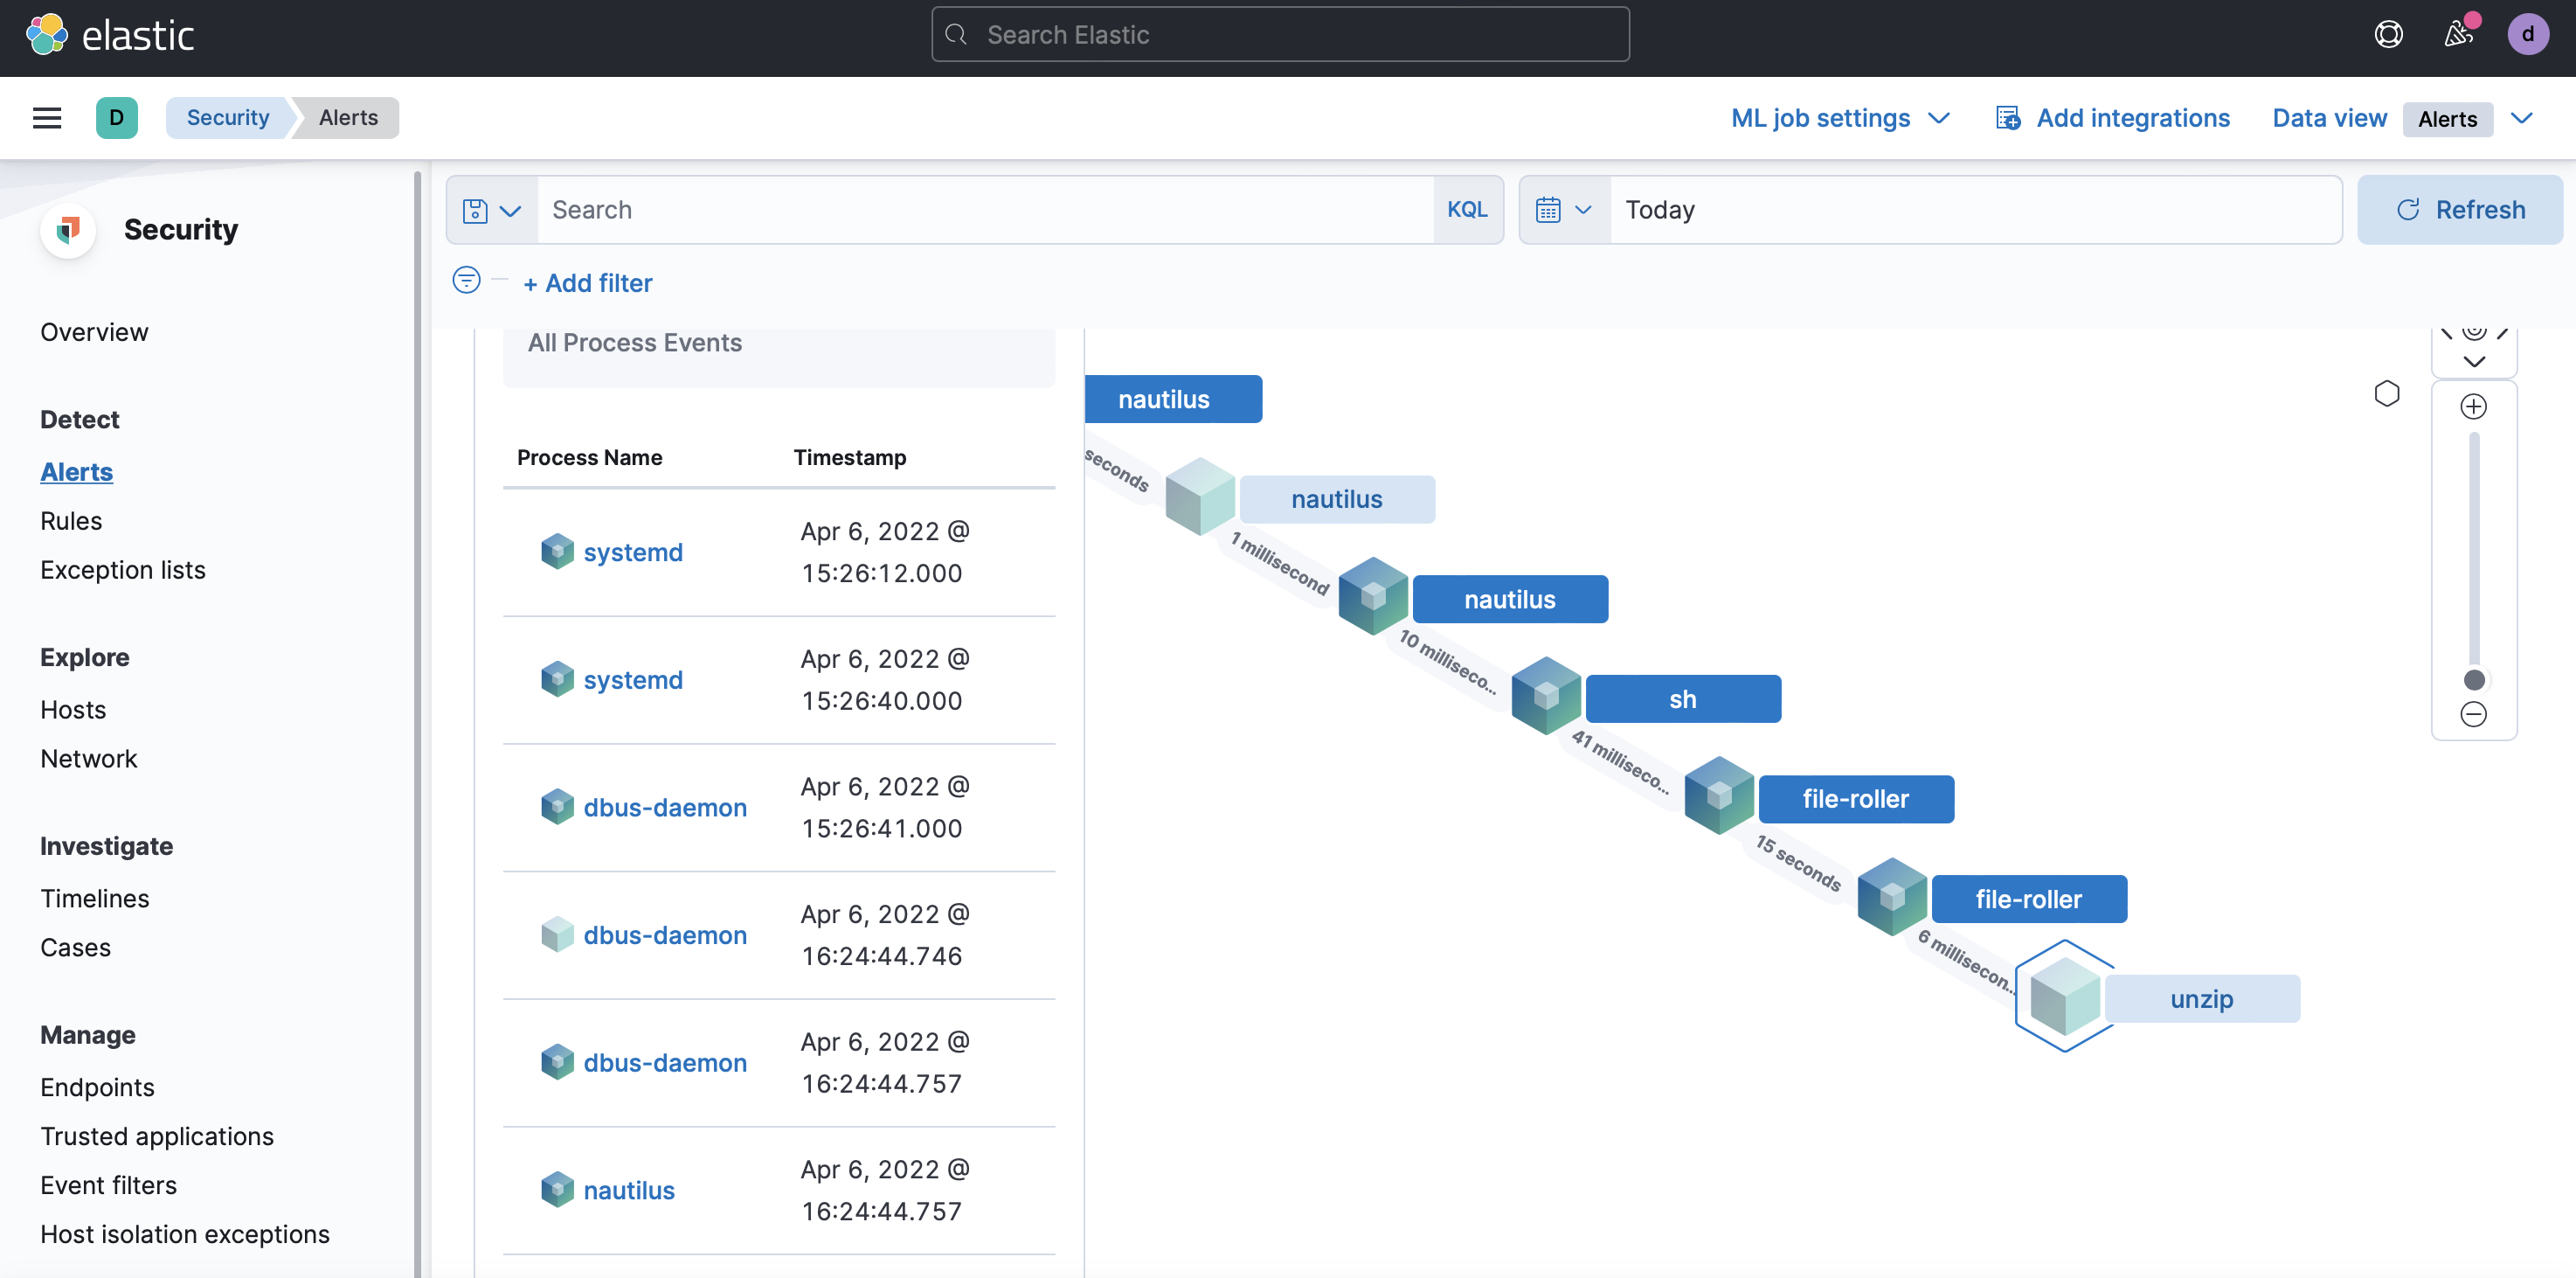 elastic
Search Elastic
d
D
Security
Alerts
ML job settings
Add integrations
Data view
Alerts
Security
Overview
Detect
Alerts
Rules
Exception lists
Explore
Hosts
Network
Investigate
Timelines
Cases
Manage
Endpoints
Trusted applications
Event filters
Host isolation exceptions
Search
KQL
Today
Refresh
+ Add filter
All Process Events
Process Name
Timestamp
systemd
Apr 6, 2022 @
15:26:12.000
systemd
Apr 6, 2022 @
15:26:40.000
dbus-daemon
Apr 6, 2022 @
15:26:41.000
dbus-daemon
Apr 6, 2022 @
16:24:44.746
dbus-daemon
Apr 6, 2022 @
16:24:44.757
nautilus
Apr 6, 2022 @
16:24:44.757
nautilus
seconds
nautilus
1 millisecond
nautilus
10 milliseco...
sh
41 milliseco...
file-roller
15 seconds
file-roller
6 millisecon...
unzip